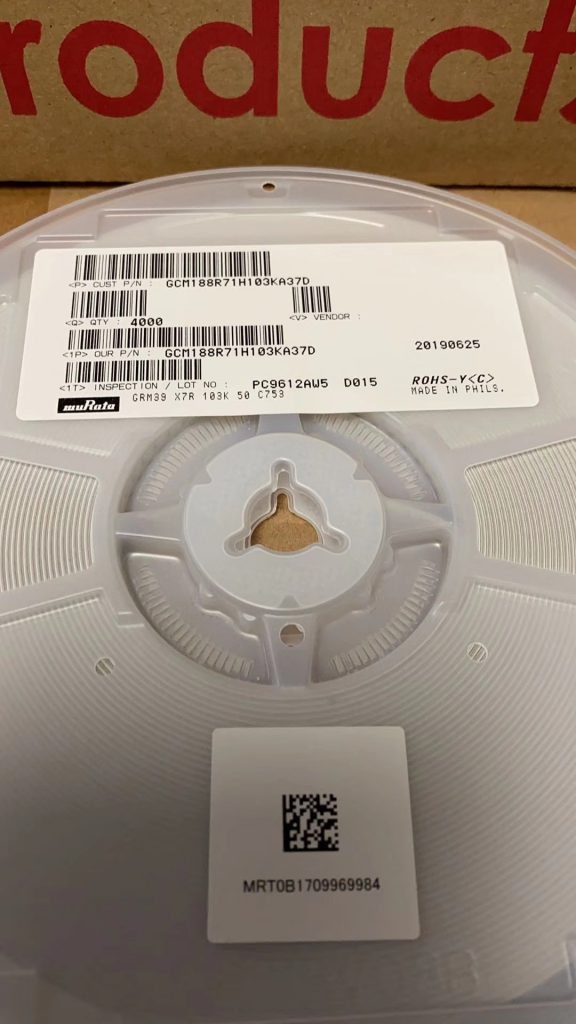 roducts
<P> CUST P/N : GCM188R71H103KA37D
<Q> QTY : 4000 <V> VENDOR :
<1P> OUR P/N : GCM188R71H103KA37D 20190625
<1T> INSPECTION / LOT NO : PC9612AW5 D015 ROHS-Y<C>
muRata GRM39 X7R 103K 50 C753 MADE IN PHILS.
MRT0B1709969984